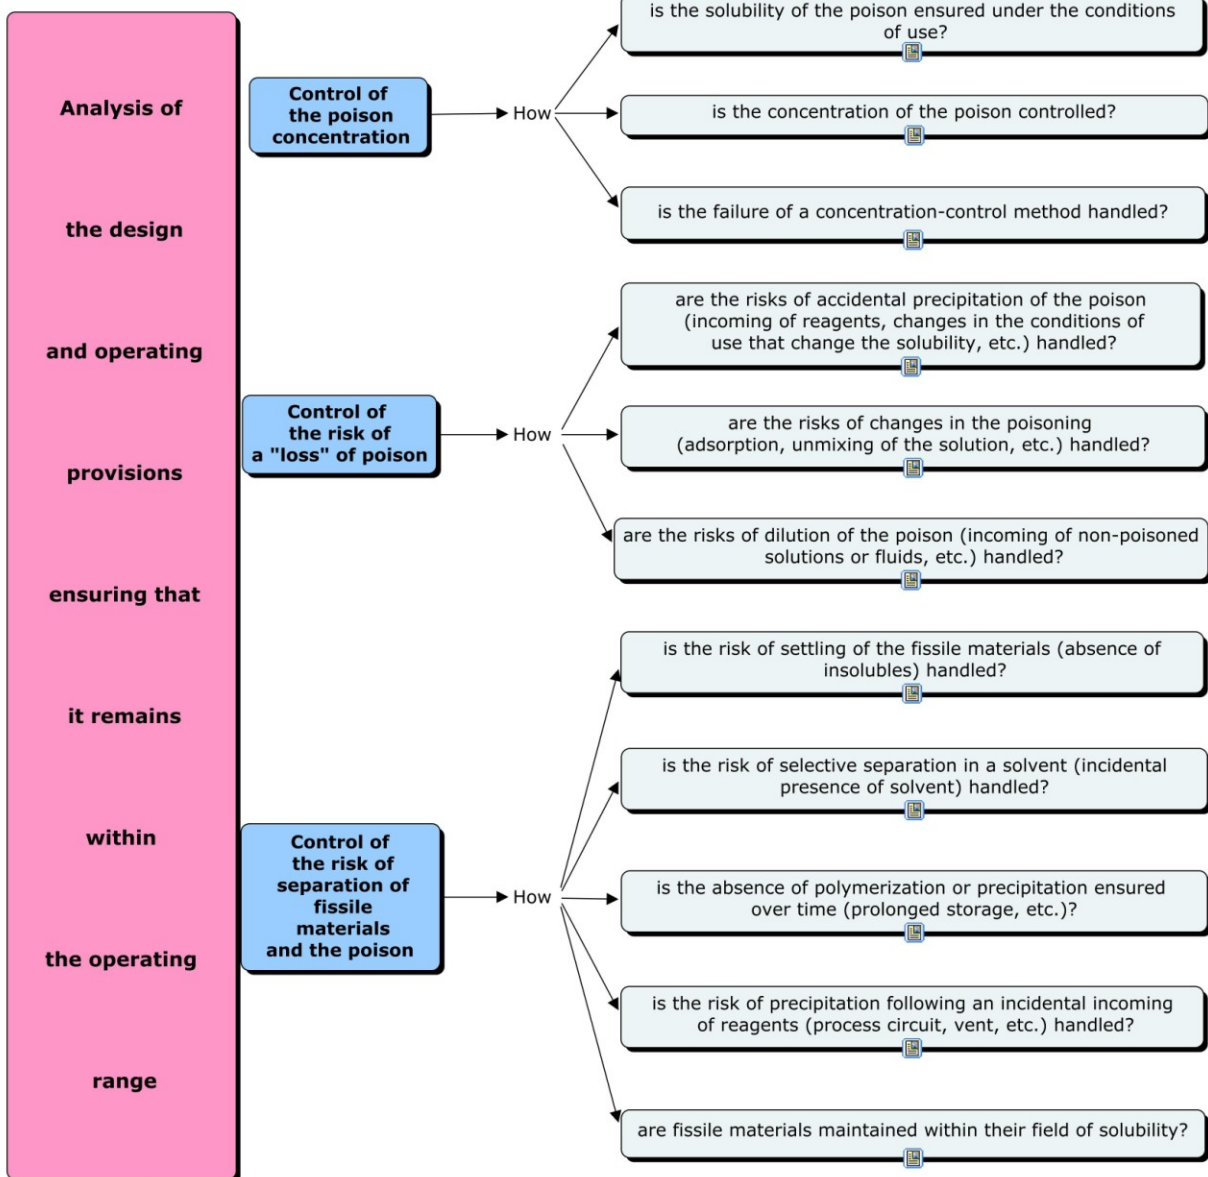 Analysis of
the design
and operating
provisions
ensuring that
it remains
within
the operating
range
Control of
the poison
concentration
How
is the solubility of the poison ensured under the conditions
of use?
is the concentration of the poison controlled?
is the failure of a concentration-control method handled?
Control of
the risk of
a "loss" of poison
How
are the risks of accidental precipitation of the poison
(incoming of reagents, changes in the conditions of
use that change the solubility, etc.) handled?
are the risks of changes in the poisoning
(adsorption, unmixing of the solution, etc.) handled?
are the risks of dilution of the poison (incoming of non-poisoned
solutions or fluids, etc.) handled?
Control of
the risk of
separation of
fissile
materials
and the poison
How
is the risk of settling of the fissile materials (absence of
insolubles) handled?
is the risk of selective separation in a solvent (incidental
presence of solvent) handled?
is the absence of polymerization or precipitation ensured
over time (prolonged storage, etc.)?
is the risk of precipitation following an incidental incoming
of reagents (process circuit, vent, etc.) handled?
are fissile materials maintained within their field of solubility?